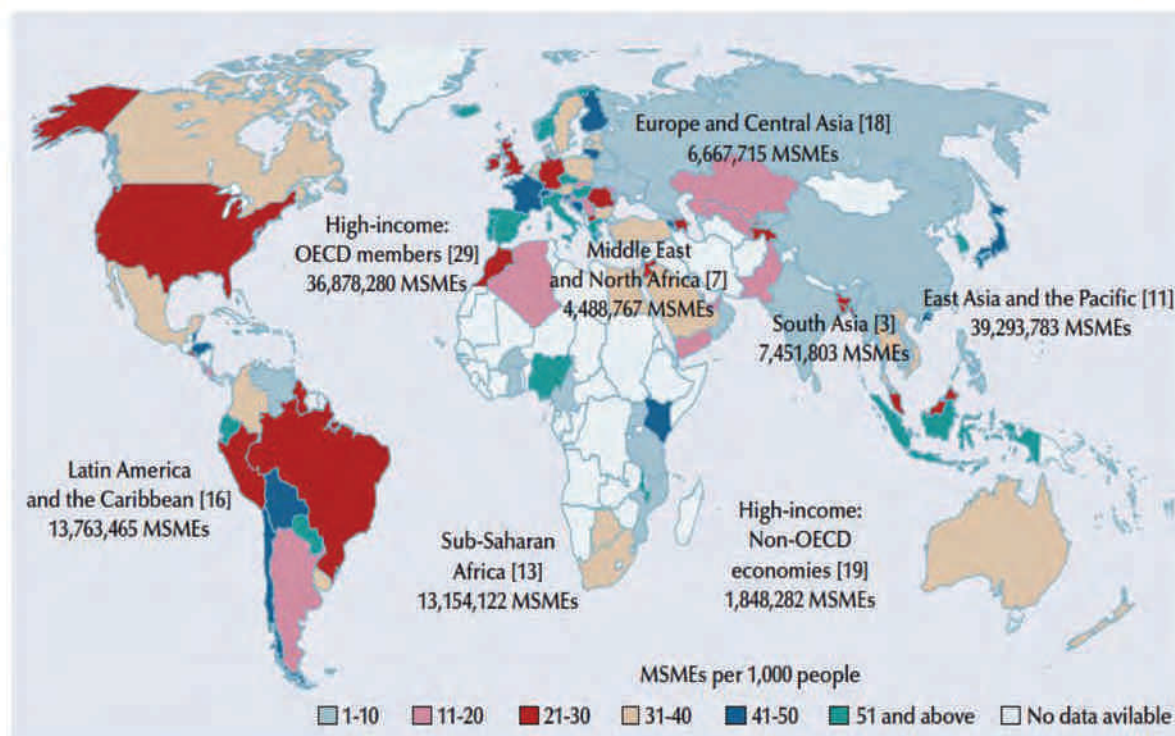 Europe and Central Asia [18]
6,667,715 MSMEs
High-income:
OECD members [29]
36,878,280 MSMEs
Middle East
and North Africa [7]
4,488,767 MSMEs
East Asia and the Pacific [11]
39,293,783 MSMEs
South Asia [3]
7,451,803 MSMEs
Latin America
and the Caribbean [16]
13,763,465 MSMEs
Sub-Saharan
Africa [13]
13,154,122 MSMEs
High-income:
Non-OECD
economies [19]
1,848,282 MSMEs
MSMEs per 1,000 people
1-10 11-20 21-30 31-40 41-50 51 and above No data avilable